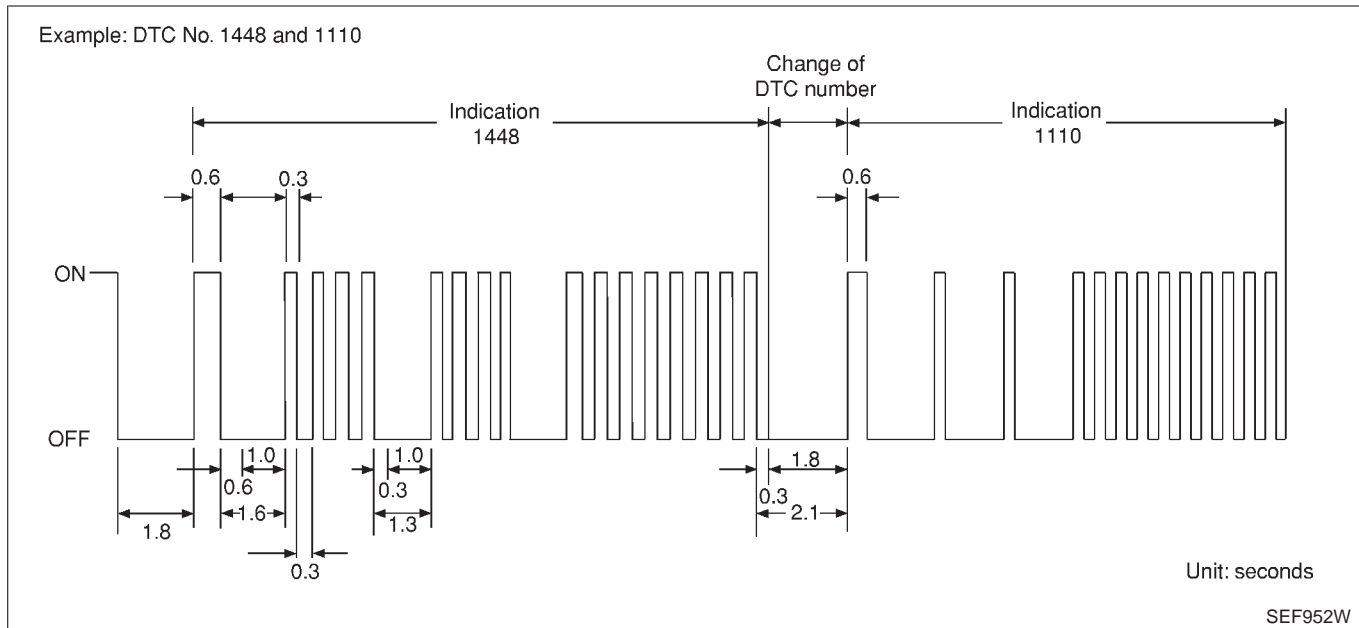 Example: DTC No. 1448 and 1110
Change of
DTC number
Indication
1448
Indication
1110
0.6
0.3
0.6
ON
OFF
1.0
1.0
1.8
0.6
0.3
0.3
1.8
1.6
1.3
2.1
0.3
Unit: seconds
SEF952W